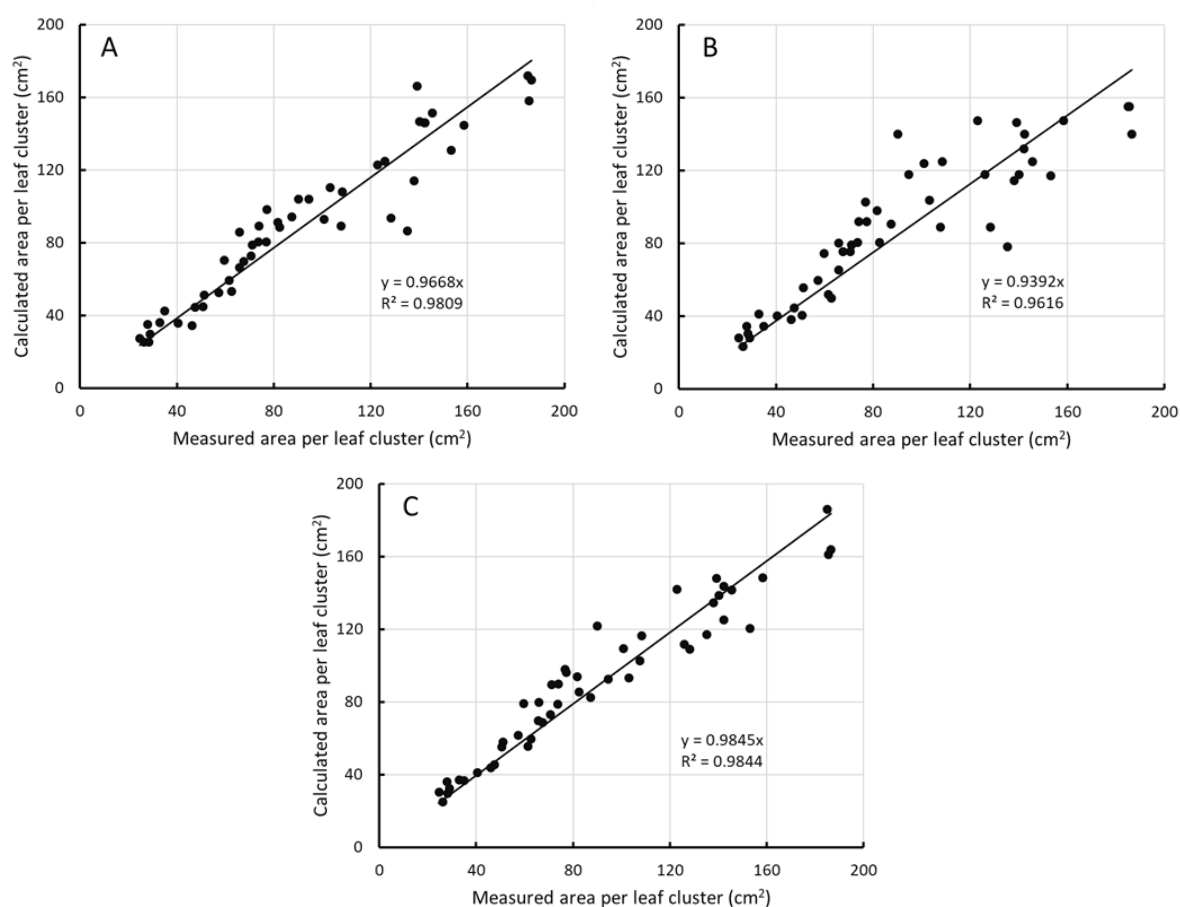 A
Calculated area per leaf cluster (cm²)
200
160
120
80
40
0
y = 0.9668x
R² = 0.9809
0 40 80 120 160 200
Measured area per leaf cluster (cm²)
B
Calculated area per leaf cluster (cm²)
200
160
120
80
40
0
y = 0.9392x
R² = 0.9616
0 40 80 120 160 200
Measured area per leaf cluster (cm²)
C
Calculated area per leaf cluster (cm²)
200
160
120
80
40
0
y = 0.9845x
R² = 0.9844
0 40 80 120 160 200
Measured area per leaf cluster (cm²)